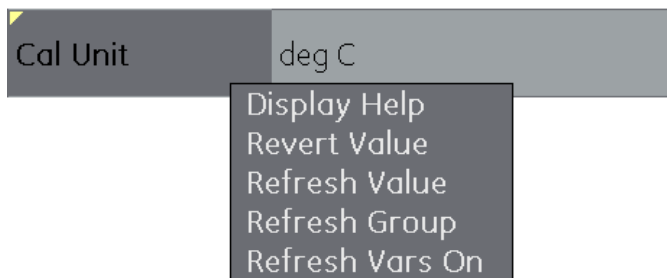 Cal Unit deg C
Display Help
Revert Value
Refresh Value
Refresh Group
Refresh Vars On